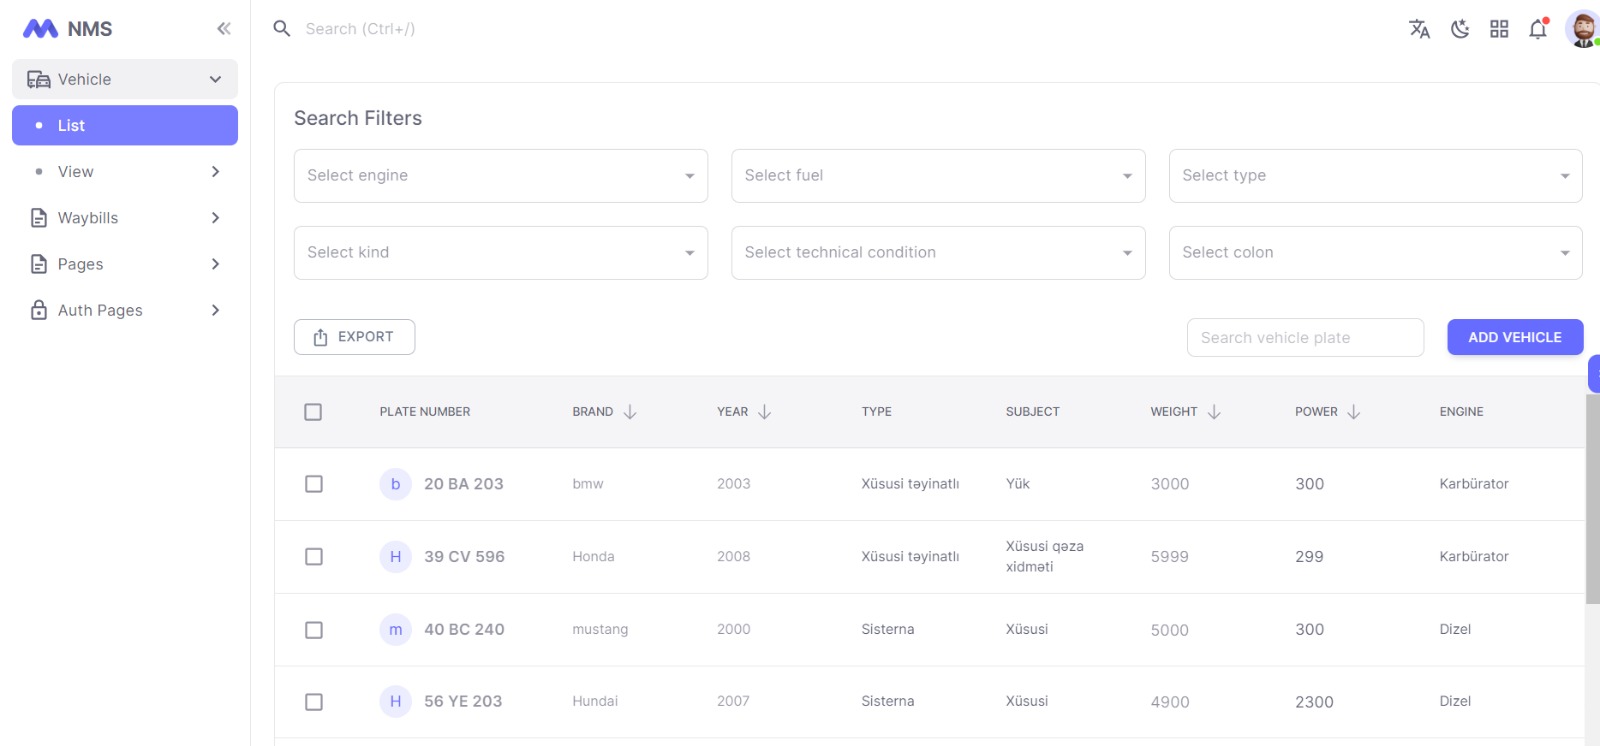 NMS
Search (Ctrl+/)
Vehicle
List
View
Waybills
Pages
Auth Pages
Search Filters
Select engine
Select fuel
Select type
Select kind
Select technical condition
Select colon
EXPORT
Search vehicle plate
ADD VEHICLE
PLATE NUMBER BRAND YEAR TYPE SUBJECT WEIGHT POWER ENGINE
b 20 BA 203 bmw 2003 Xüsusi təyinatlı Yük 3000 300 Karbürator
H 39 CV 596 Honda 2008 Xüsusi təyinatlı Xüsusi qəza xidməti 5999 299 Karbürator
m 40 BC 240 mustang 2000 Sisterna Xüsusi 5000 300 Dizel
H 56 YE 203 Hundai 2007 Sisterna Xüsusi 4900 2300 Dizel